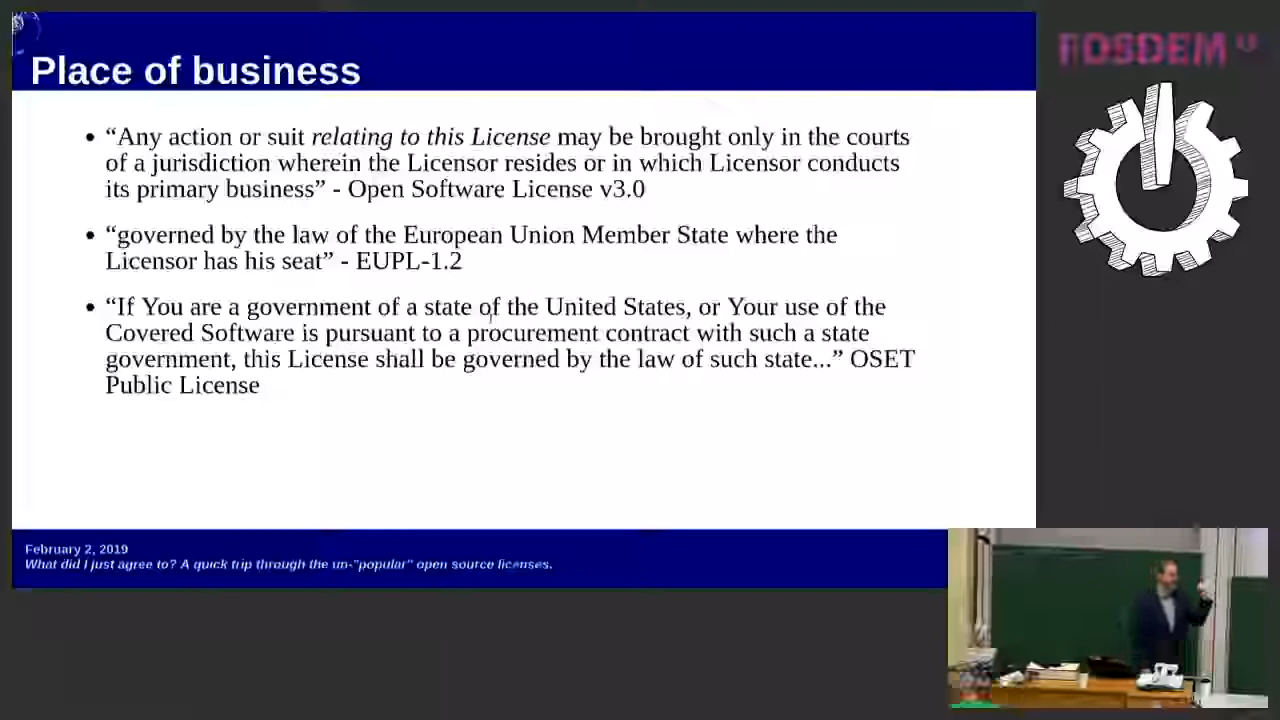 FOSDEM
Place of business
• “Any action or suit relating to this License may be brought only in the courts
of a jurisdiction wherein the Licensor resides or in which Licensor conducts
its primary business” - Open Software License v3.0
• “governed by the law of the European Union Member State where the
Licensor has his seat” - EUPL-1.2
• “If You are a government of a state of the United States, or Your use of the
Covered Software is pursuant to a procurement contract with such a state
government, this License shall be governed by the law of such state...” OSET
Public License
February 2, 2019
What did I just agree to? A quick trip through the un-"popular" open source licenses.